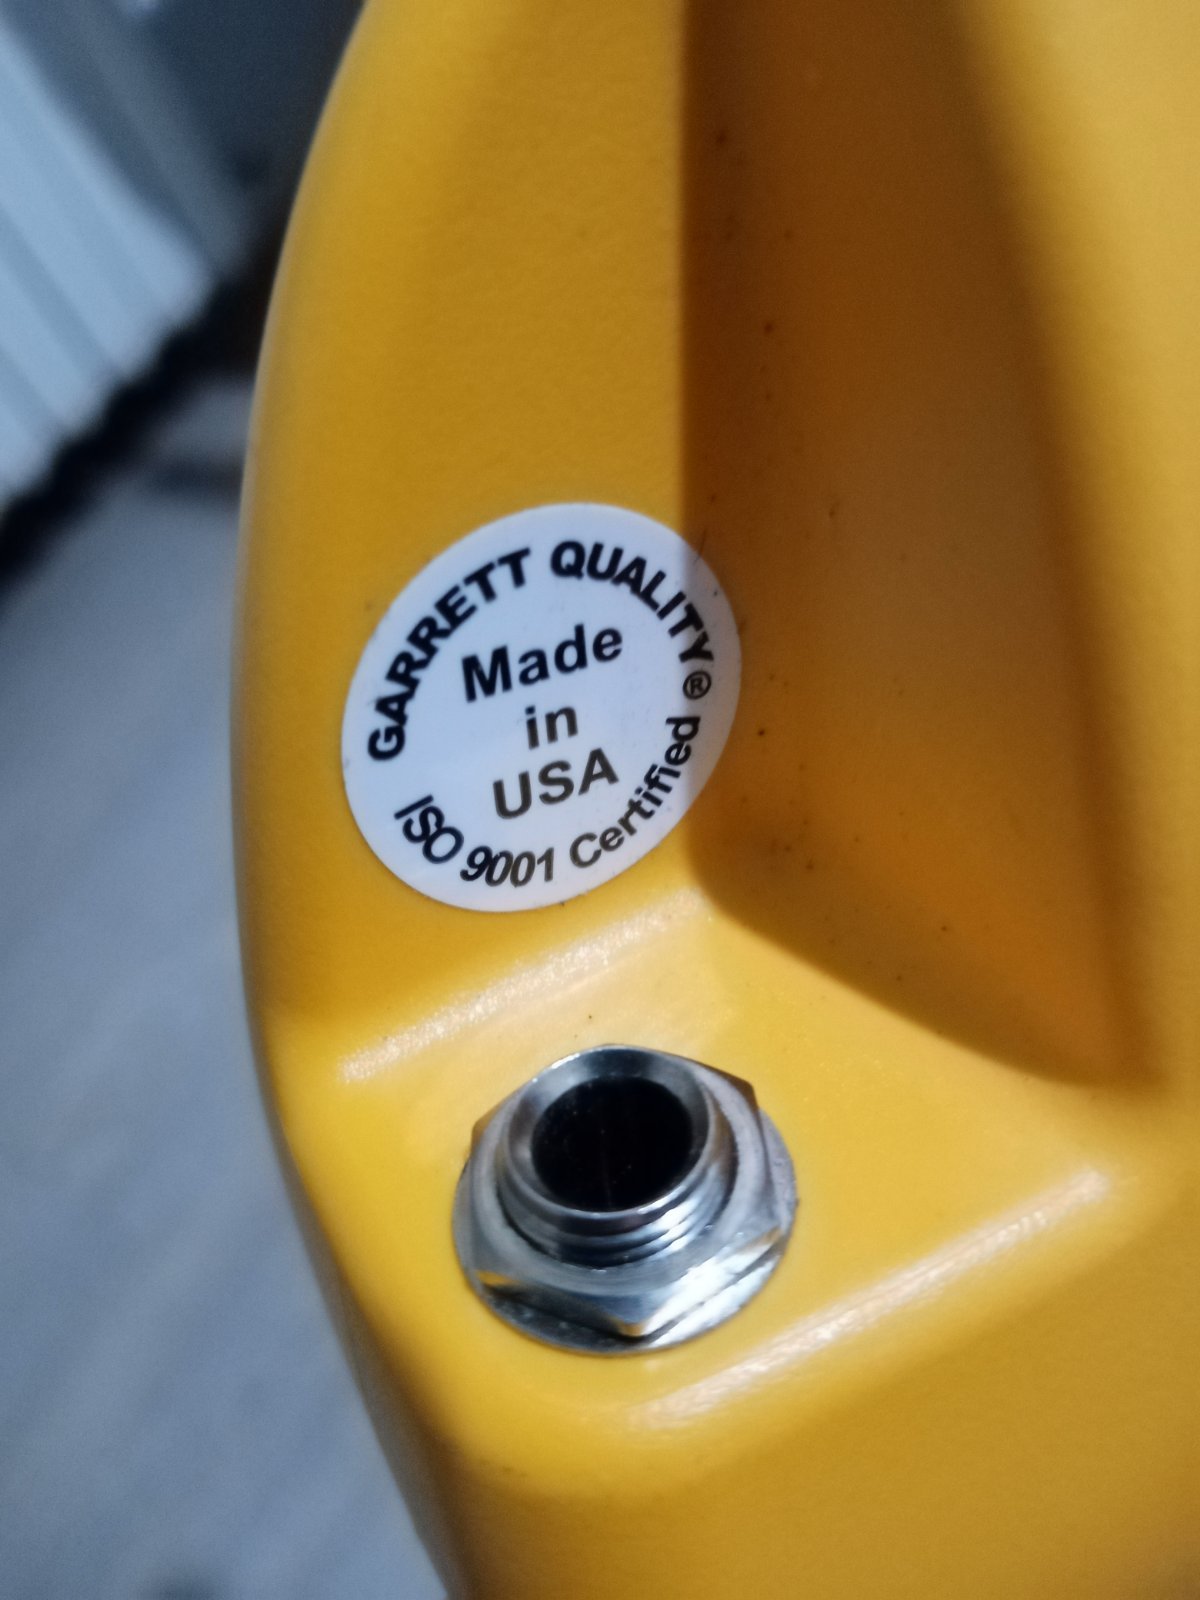 GARRETT QUALITY®
Made
in
USA
ISO 9001 Certified